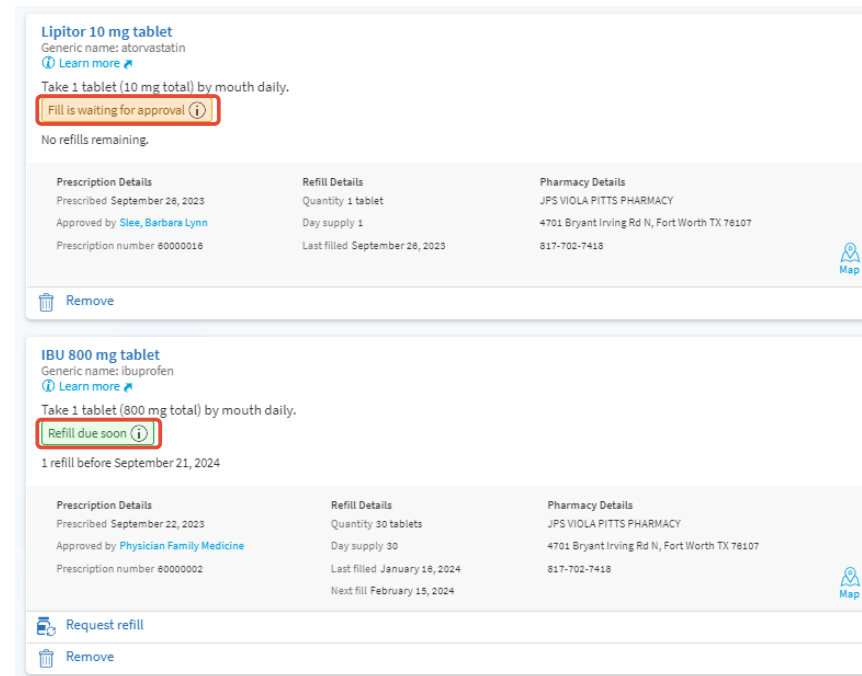 Lipitor 10 mg tablet
Generic name: atorvastatin
Learn more
Take 1 tablet (10 mg total) by mouth daily.
Fill is waiting for approval
No refills remaining.
Prescription Details
Prescribed September 26, 2023
Approved by Slee, Barbara Lynn
Prescription number 60000016
Refill Details
Quantity 1 tablet
Day supply 1
Last filled September 26, 2023
Pharmacy Details
JPS VIOLA PITTS PHARMACY
4701 Bryant Irving Rd N, Fort Worth TX 76107
817-702-7418
Map
Remove
IBU 800 mg tablet
Generic name: ibuprofen
Learn more
Take 1 tablet (800 mg total) by mouth daily.
Refill due soon
1 refill before September 21, 2024
Prescription Details
Prescribed September 22, 2023
Approved by Physician Family Medicine
Prescription number 60000002
Refill Details
Quantity 30 tablets
Day supply 30
Last filled January 16, 2024
Next fill February 15, 2024
Pharmacy Details
JPS VIOLA PITTS PHARMACY
4701 Bryant Irving Rd N, Fort Worth TX 76107
817-702-7418
Map
Request refill
Remove